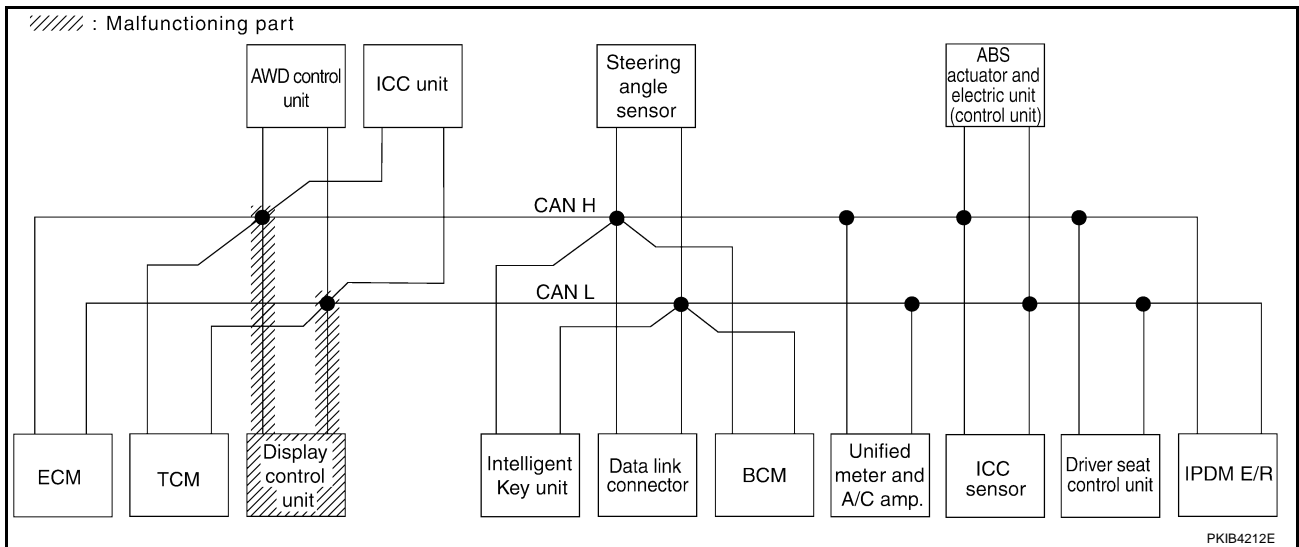 : Malfunctioning part
AWD control
unit
ICC unit
Steering
angle
sensor
ABS
actuator and
electric unit
(control unit)
CAN H
CAN L
ECM
TCM
Display
control
unit
Intelligent
Key unit
Data link
connector
BCM
Unified
meter and
A/C amp.
ICC
sensor
Driver seat
control unit
IPDM E/R
PKIB4212E